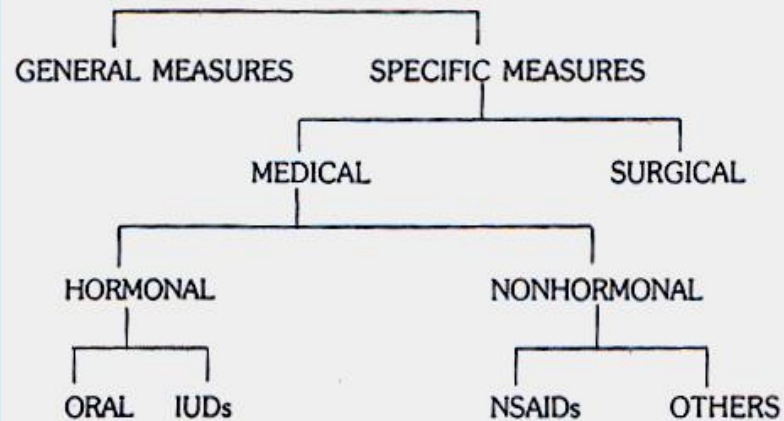 GENERAL MEASURES SPECIFIC MEASURES
MEDICAL SURGICAL
HORMONAL NONHORMONAL
ORAL IUDs NSAIDs OTHERS